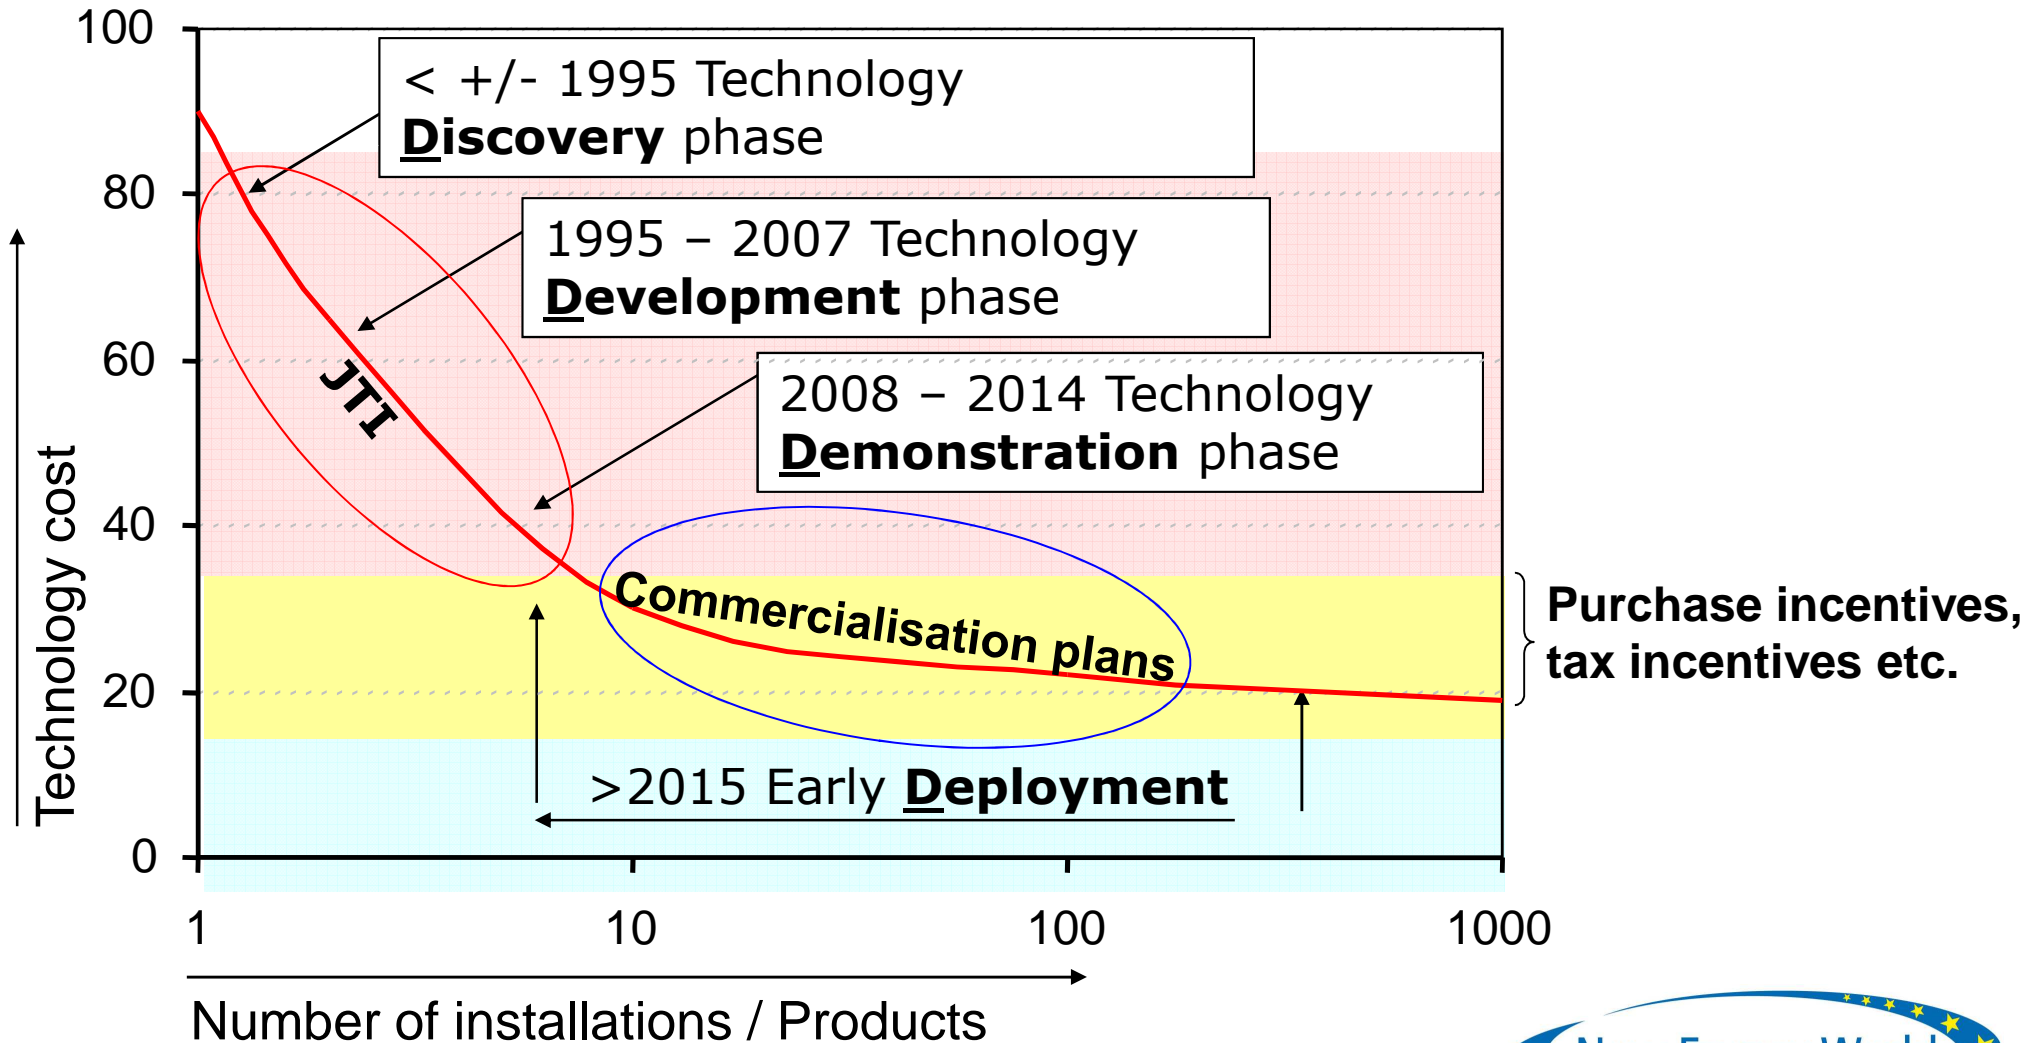 100
80
60
40
20
0
Technology cost
< +/- 1995 Technology
Discovery phase
1995 – 2007 Technology
Development phase
2008 – 2014 Technology
Demonstration phase
JTI
Commercialisation plans
Purchase incentives,
tax incentives etc.
>2015 Early Deployment
1 10 100 1000
Number of installations / Products